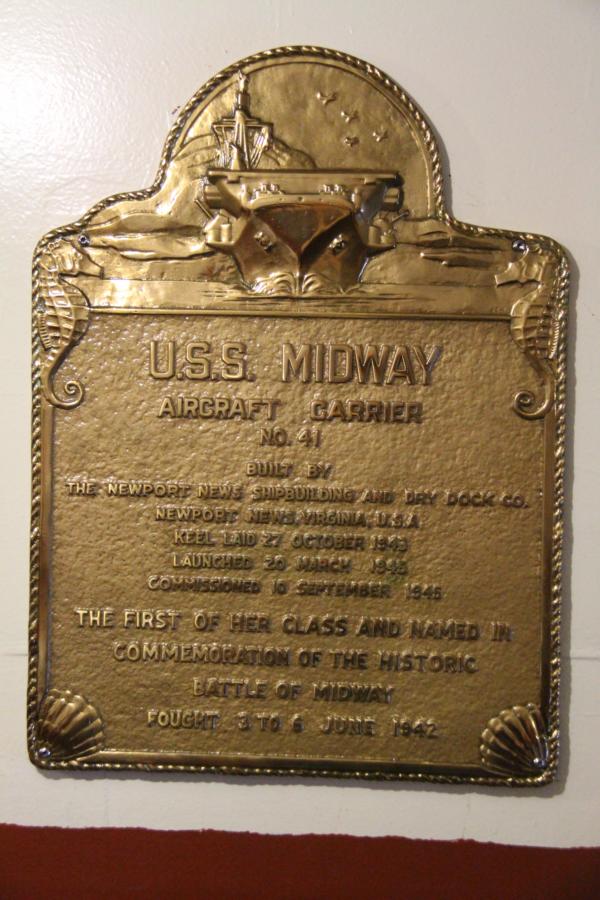 U.S.S. MIDWAY
AIRCRAFT CARRIER
NO. 41
BUILT BY
THE NEWPORT NEWS SHIPBUILDING AND DRY DOCK CO.
NEWPORT NEWS, VIRGINIA, U.S.A.
KEEL LAID 27 OCTOBER 1943
LAUNCHED 20 MARCH 1945
COMMISSIONED 10 SEPTEMBER 1945
THE FIRST OF HER CLASS AND NAMED IN
COMMEMORATION OF THE HISTORIC
BATTLE OF MIDWAY
FOUGHT 3 TO 6 JUNE 1942